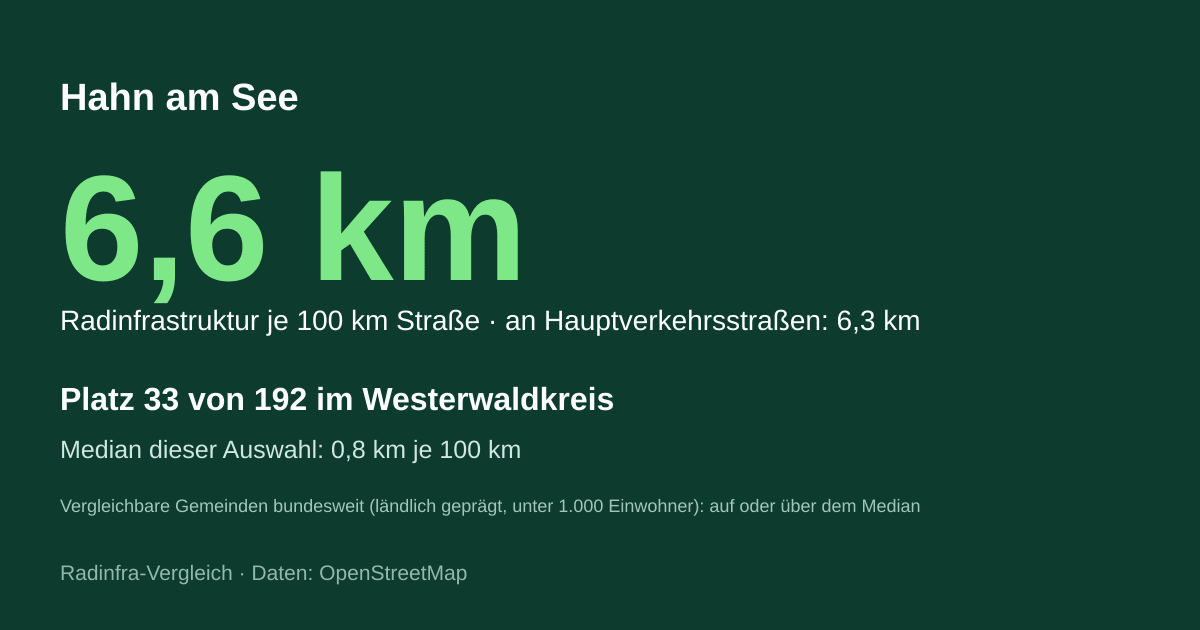 Hahn am See
6,6 km
Radinfrastruktur je 100 km Straße · an Hauptverkehrsstraßen: 6,3 km
Platz 33 von 192 im Westerwaldkreis
Median dieser Auswahl: 0,8 km je 100 km
Vergleichbare Gemeinden bundesweit (ländlich geprägt, unter 1.000 Einwohner): auf oder über dem Median
Radinfra-Vergleich · Daten: OpenStreetMap